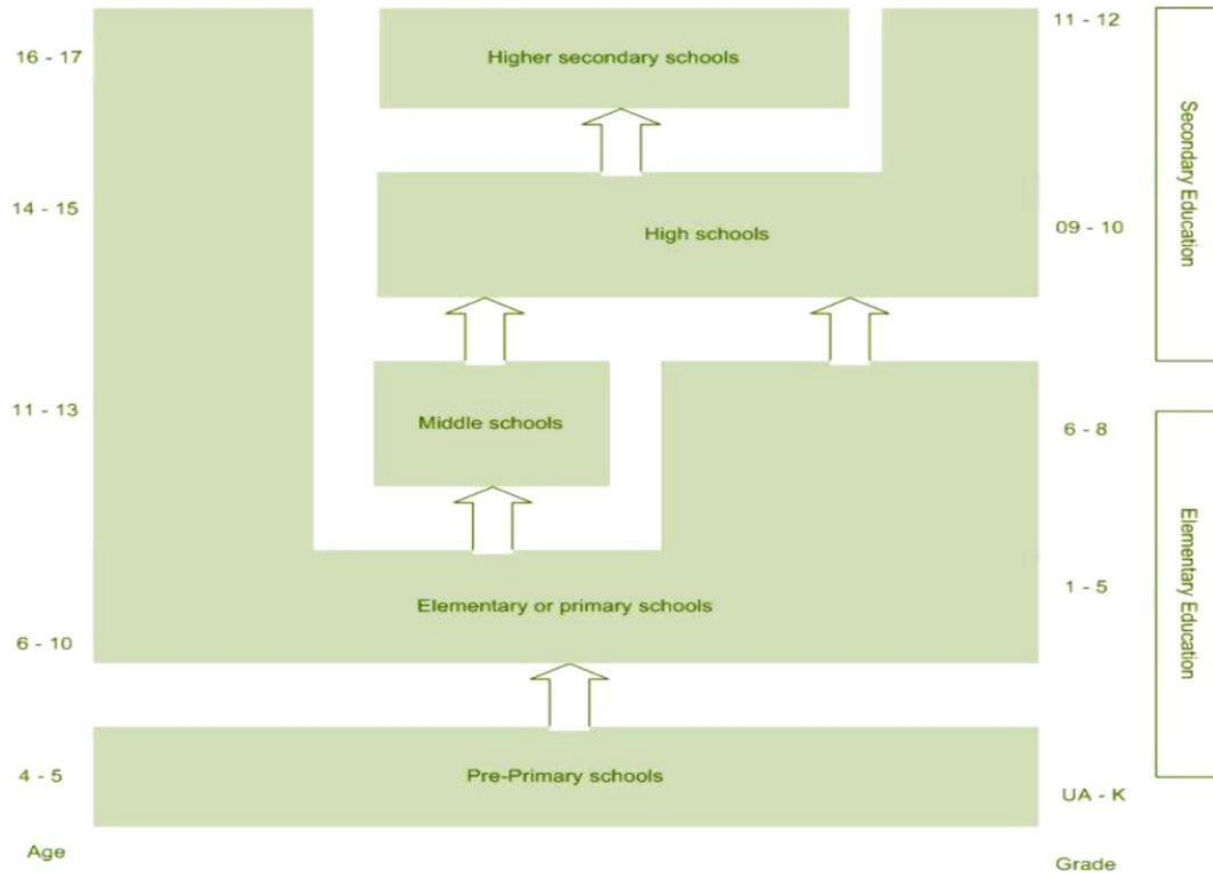 11 - 12
16 - 17
Higher secondary schools
Secondary Education
14 - 15
High schools
09 - 10
11 - 13
Middle schools
6 - 8
Elementary Education
1 - 5
Elementary or primary schools
6 - 10
4 - 5
Pre-Primary schools
UA - K
Age
Grade